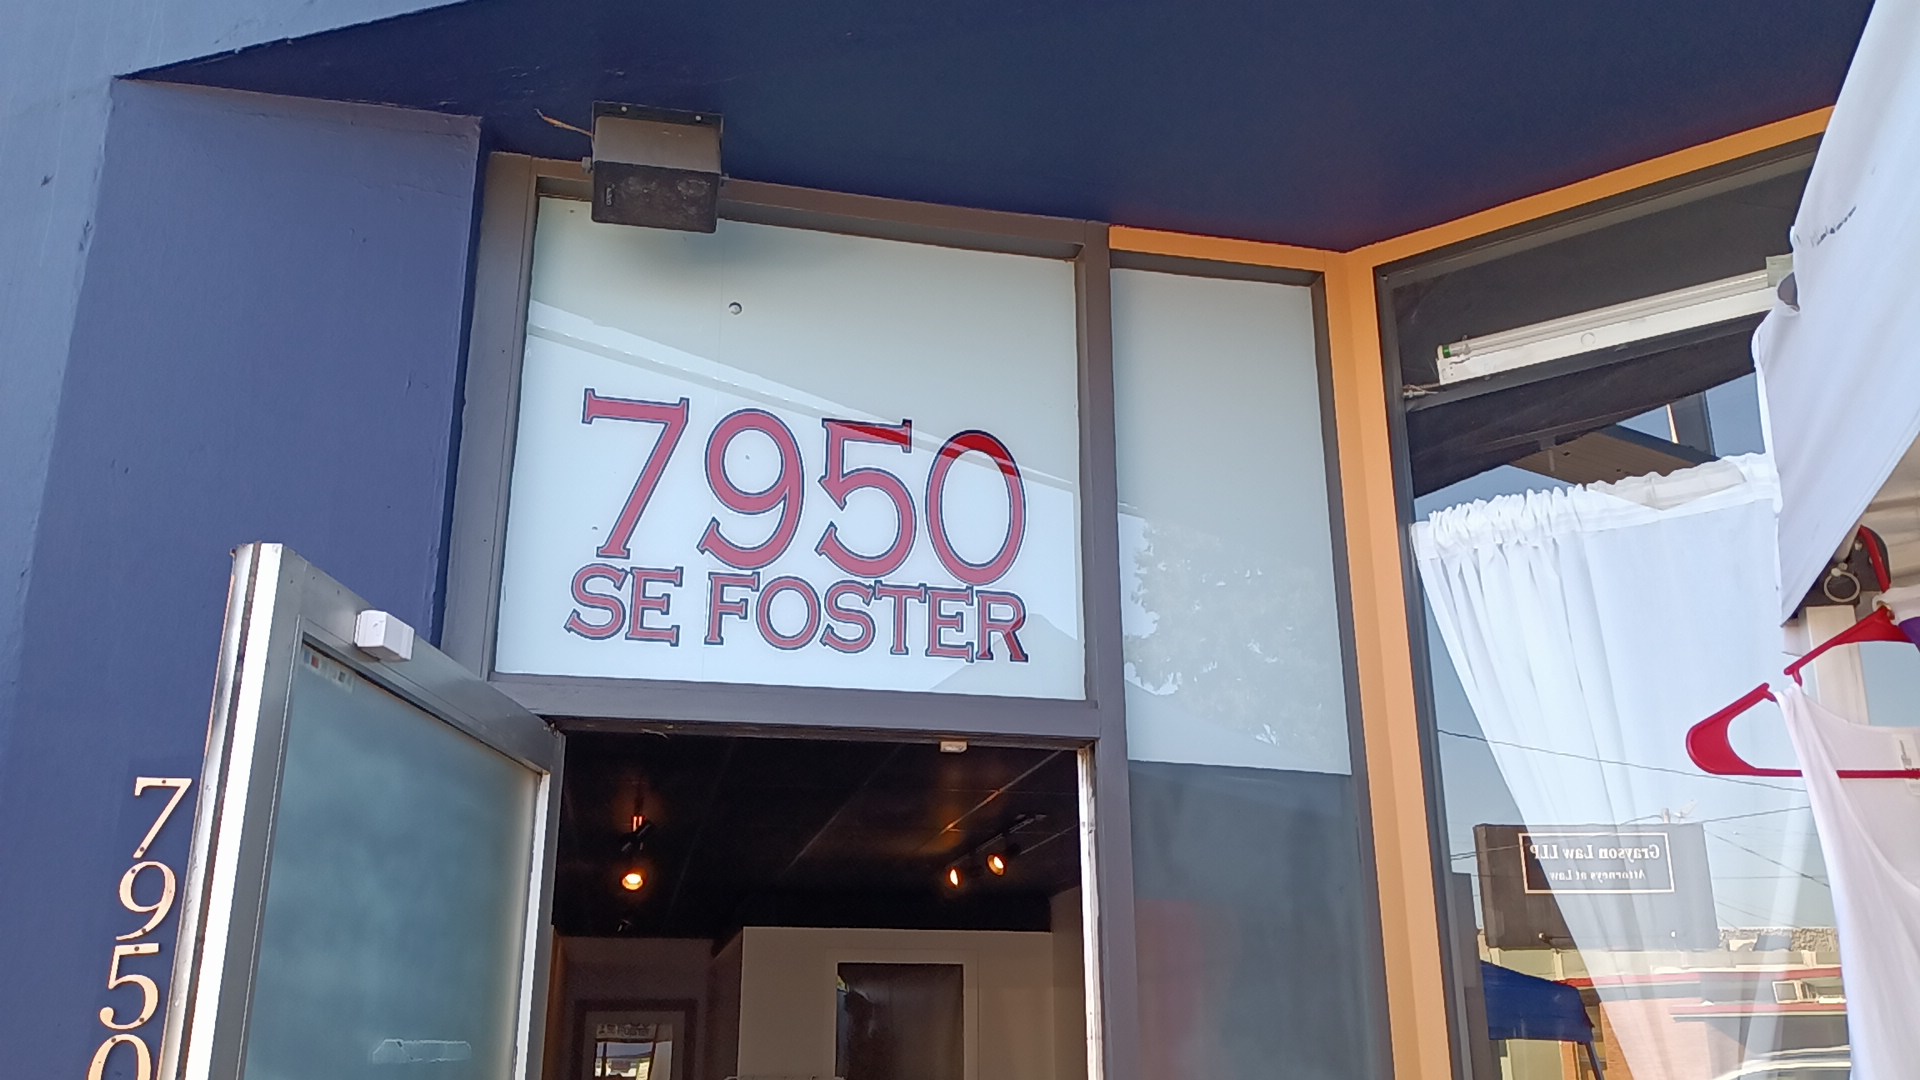 7950
SE FOSTER
7950
Grayson Law LLP
Attorneys at Law